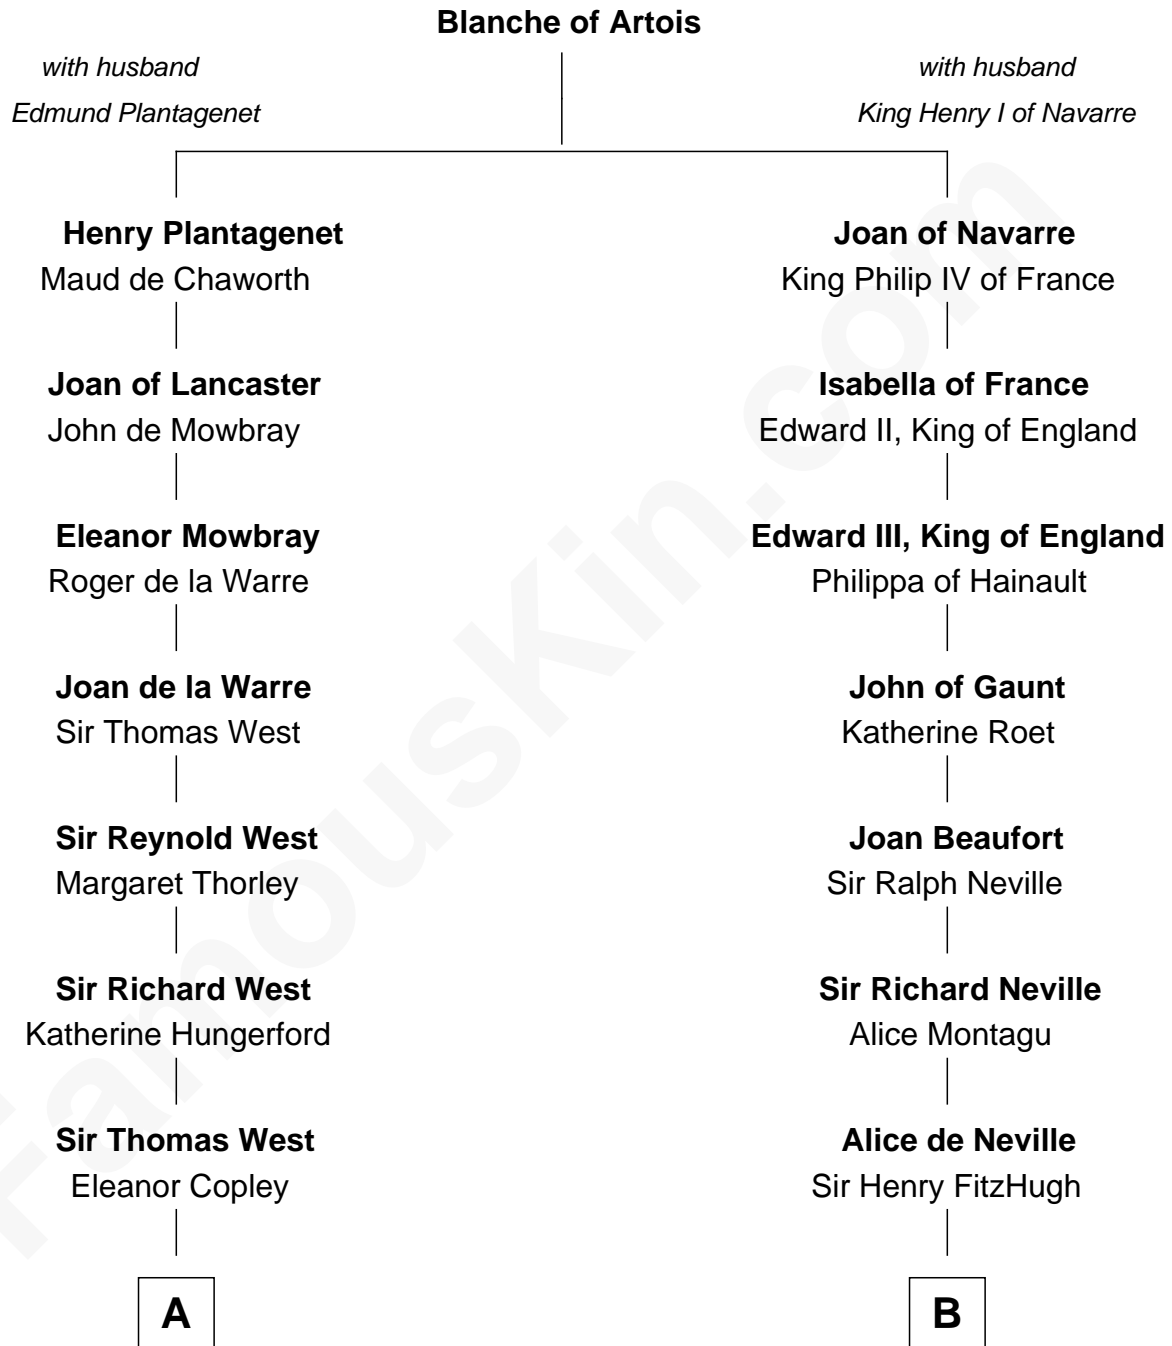 Blanche of Artois
with husband
Edmund Plantagenet
with husband
King Henry I of Navarre
Henry Plantagenet
Maud de Chaworth
Joan of Navarre
King Philip IV of France
Joan of Lancaster
John de Mowbray
Isabella of France
Edward II, King of England
Eleanor Mowbray
Roger de la Warre
Edward III, King of England
Philippa of Hainault
Joan de la Warre
Sir Thomas West
John of Gaunt
Katherine Roet
Sir Reynold West
Margaret Thorley
Joan Beaufort
Sir Ralph Neville
Sir Richard West
Katherine Hungerford
Sir Richard Neville
Alice Montagu
Sir Thomas West
Eleanor Copley
Alice de Neville
Sir Henry FitzHugh
A
B
FamousKin.com